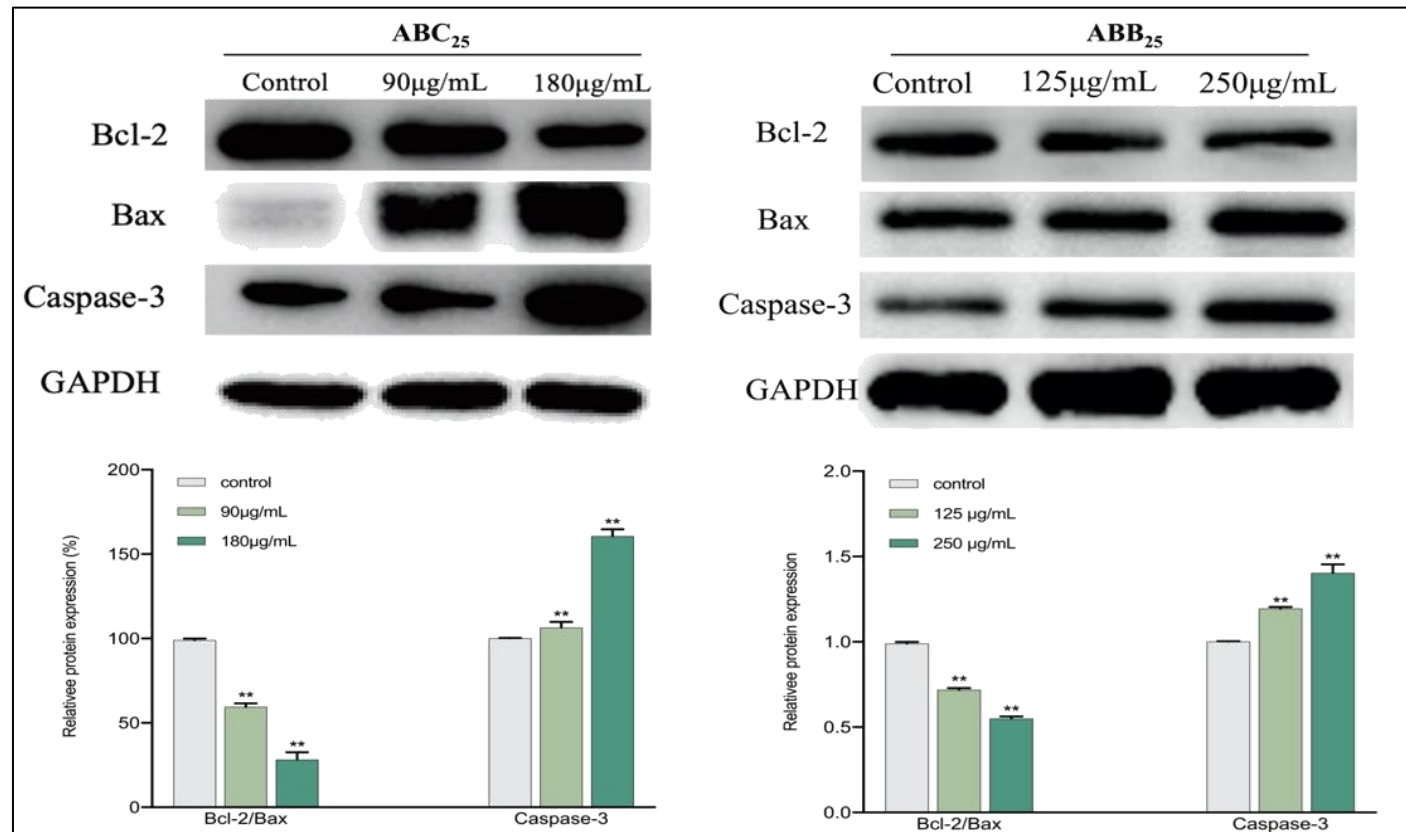 ABC25
Control 90μg/mL 180μg/mL
Bcl-2
Bax
Caspase-3
GAPDH
200
150
100
50
0
Relativee protein expression (%)
control
90μg/mL
180μg/mL
**
**
**
**
Bcl-2/Bax
Caspase-3
ABB25
Control 125μg/mL 250μg/mL
Bcl-2
Bax
Caspase-3
GAPDH
2.0
1.5
1.0
0.5
0.0
Relativee protein expression
control
125 μg/mL
250 μg/mL
**
**
**
**
Bcl-2/Bax
Caspase-3